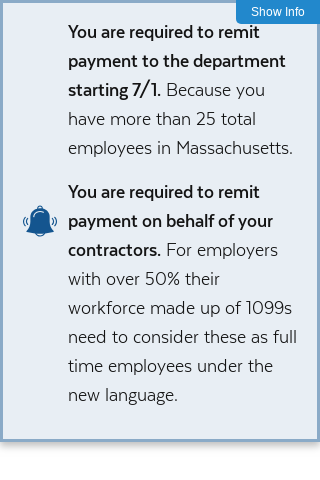 Show Info
You are required to remit
payment to the department
starting 7/1. Because you
have more than 25 total
employees in Massachusetts.
You are required to remit
payment on behalf of your
contractors. For employers
with over 50% their
workforce made up of 1099s
need to consider these as full
time employees under the
new language.